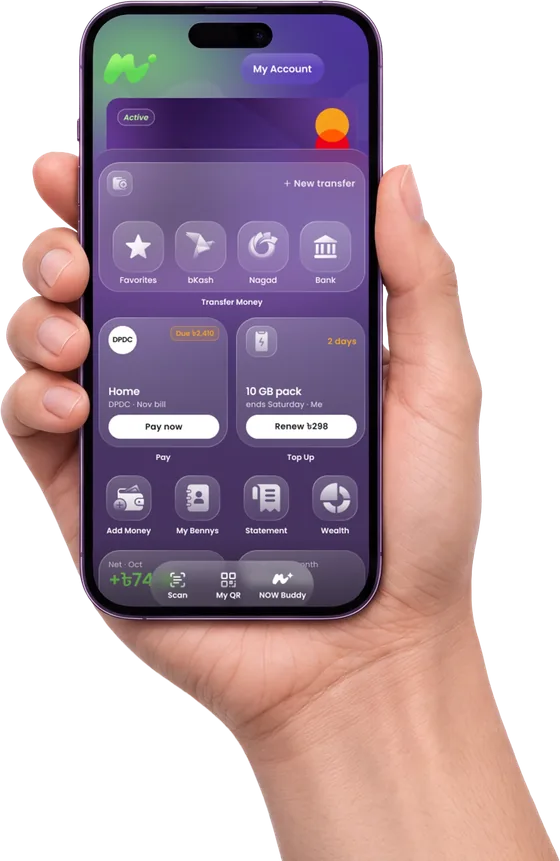 My Account
Active
+ New transfer
Favorites
bKash
Nagad
Bank
Transfer Money
DPDC
Due ৳2,410
2 days
Home
DPDC · Nov bill
Pay now
10 GB pack
ends Saturday · Me
Renew ৳298
Pay
Top Up
Add Money
My Bennys
Statement
Wealth
Net · Oct
+৳74
Scan
My QR
NOW Buddy